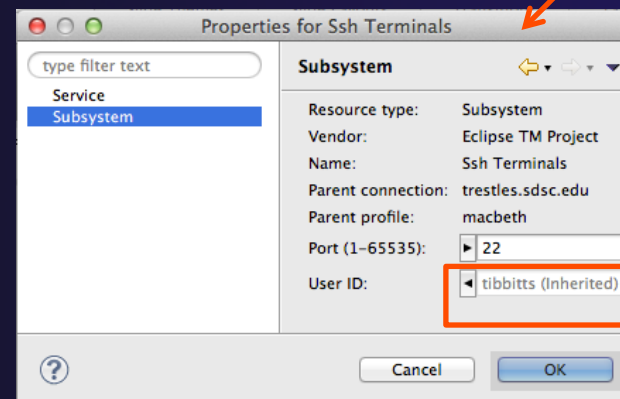 Properties for Ssh Terminals
type filter text
Service
Subsystem
Subsystem
Resource type: Subsystem
Vendor: Eclipse TM Project
Name: Ssh Terminals
Parent connection: trestles.sdsc.edu
Parent profile: macbeth
Port (1-65535): 22
User ID: tibbitts (Inherited)
?
Cancel
OK